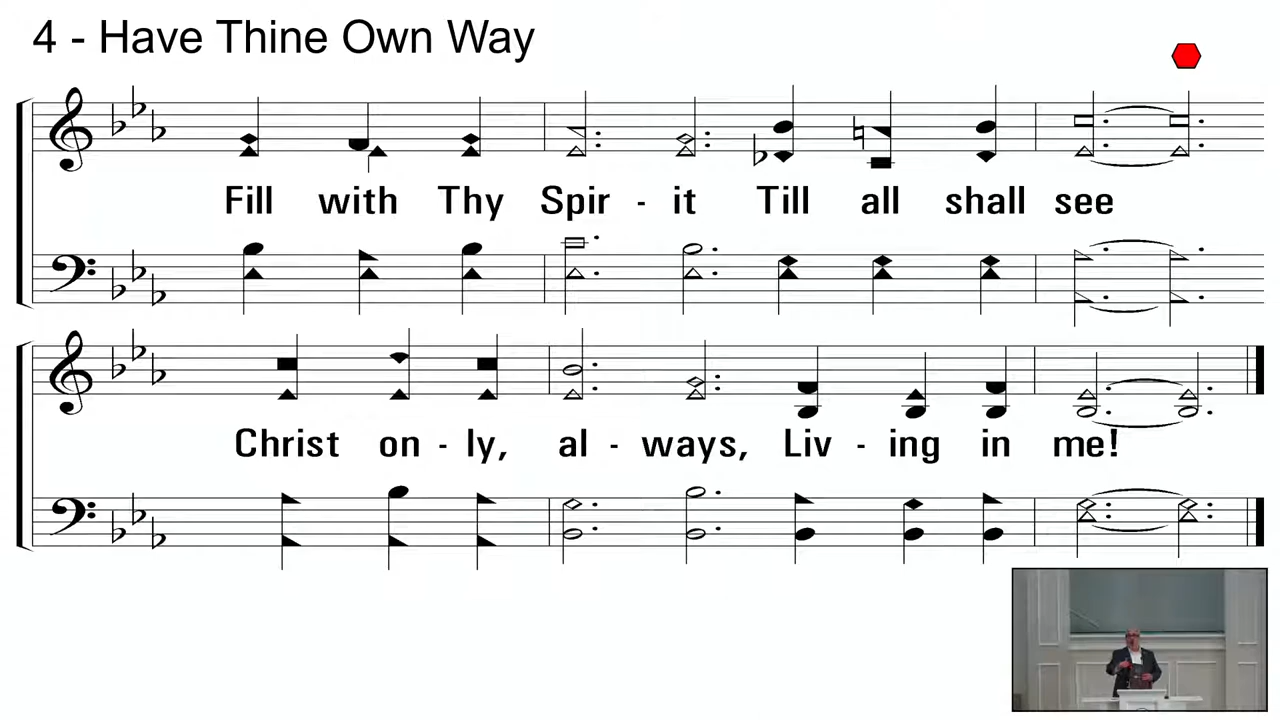 4 - Have Thine Own Way
Fill with Thy Spir - it Till all shall see
Christ on - ly, al - ways, Liv - ing in me!